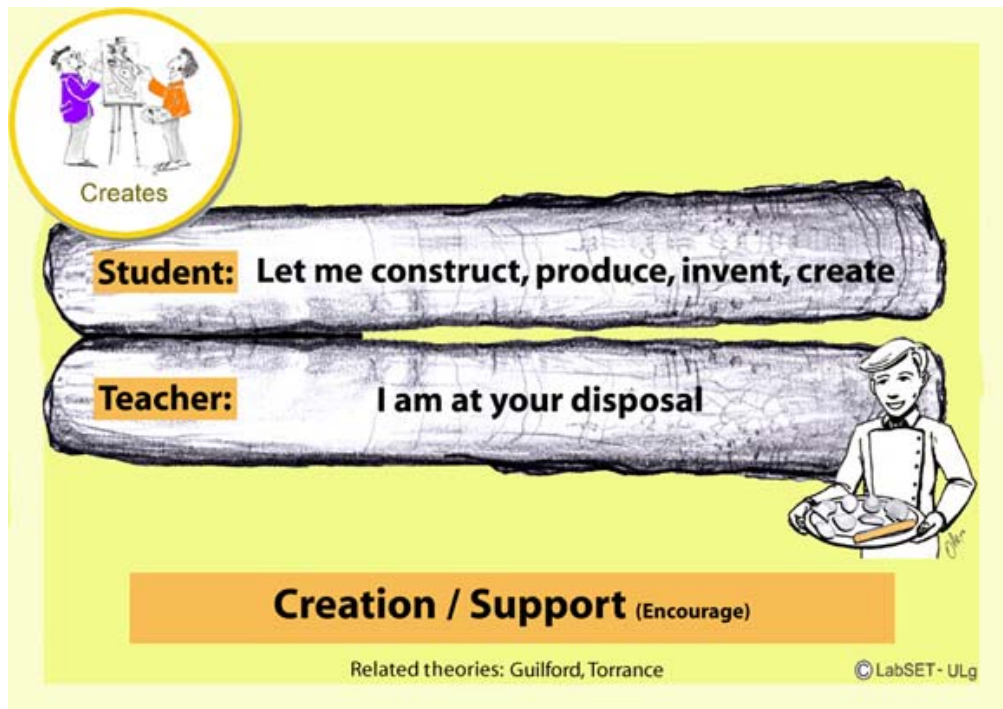 Creates
Student: Let me construct, produce, invent, create
Teacher: I am at your disposal
Creation / Support (Encourage)
Related theories: Guilford, Torrance
© LabSET - ULg